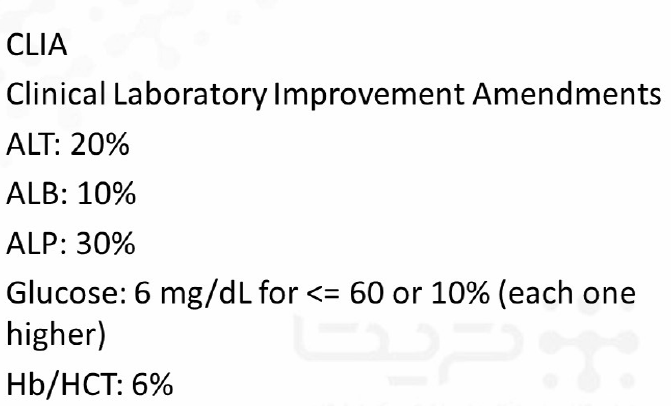 CLIA
Clinical Laboratory Improvement Amendments
ALT: 20%
ALB: 10%
ALP: 30%
Glucose: 6 mg/dL for <= 60 or 10% (each one
higher)
Hb/HCT: 6%